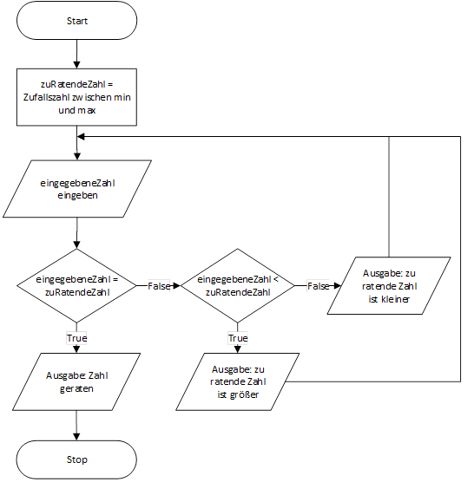 Start
zuRatendeZahl =
Zufallszahl zwischen min
und max
eingegebeneZahl
eingeben
eingegebeneZahl =
zuRatendeZahl
False
eingegebeneZahl <
zuRatendeZahl
False
Ausgabe: zu
ratende Zahl
ist kleiner
True
True
Ausgabe: Zahl
geraten
Ausgabe: zu
ratende Zahl
ist größer
Stop